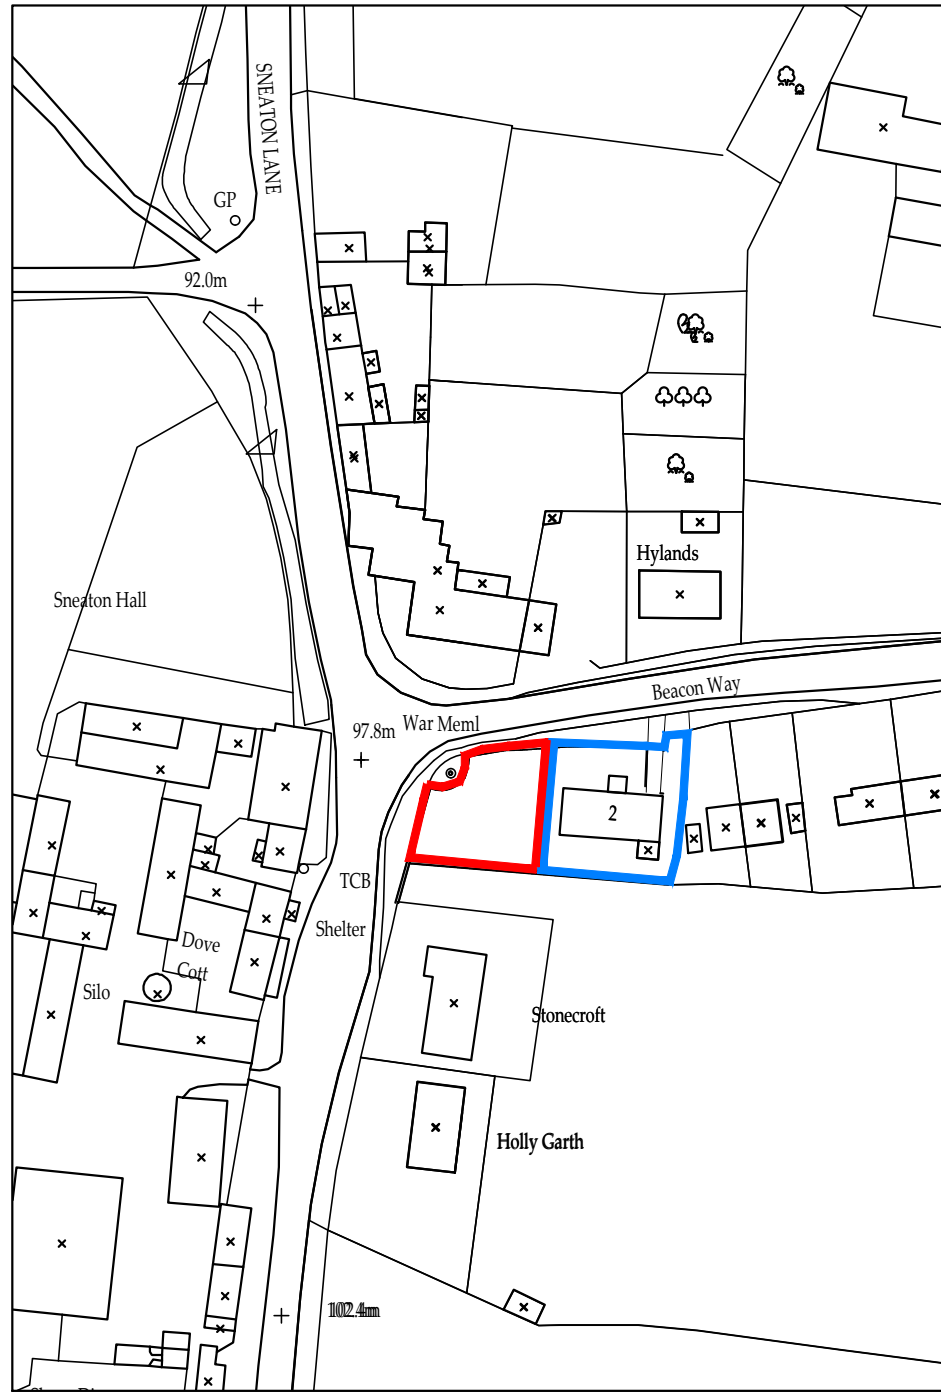 SNEATON LANE
GP
92.0m
Hylands
Sneaton Hall
Beacon Way
War Meml
97.8m
2
TCB
Shelter
Dove
Cott
Silo
Stonecroft
Holly Garth
102.4m